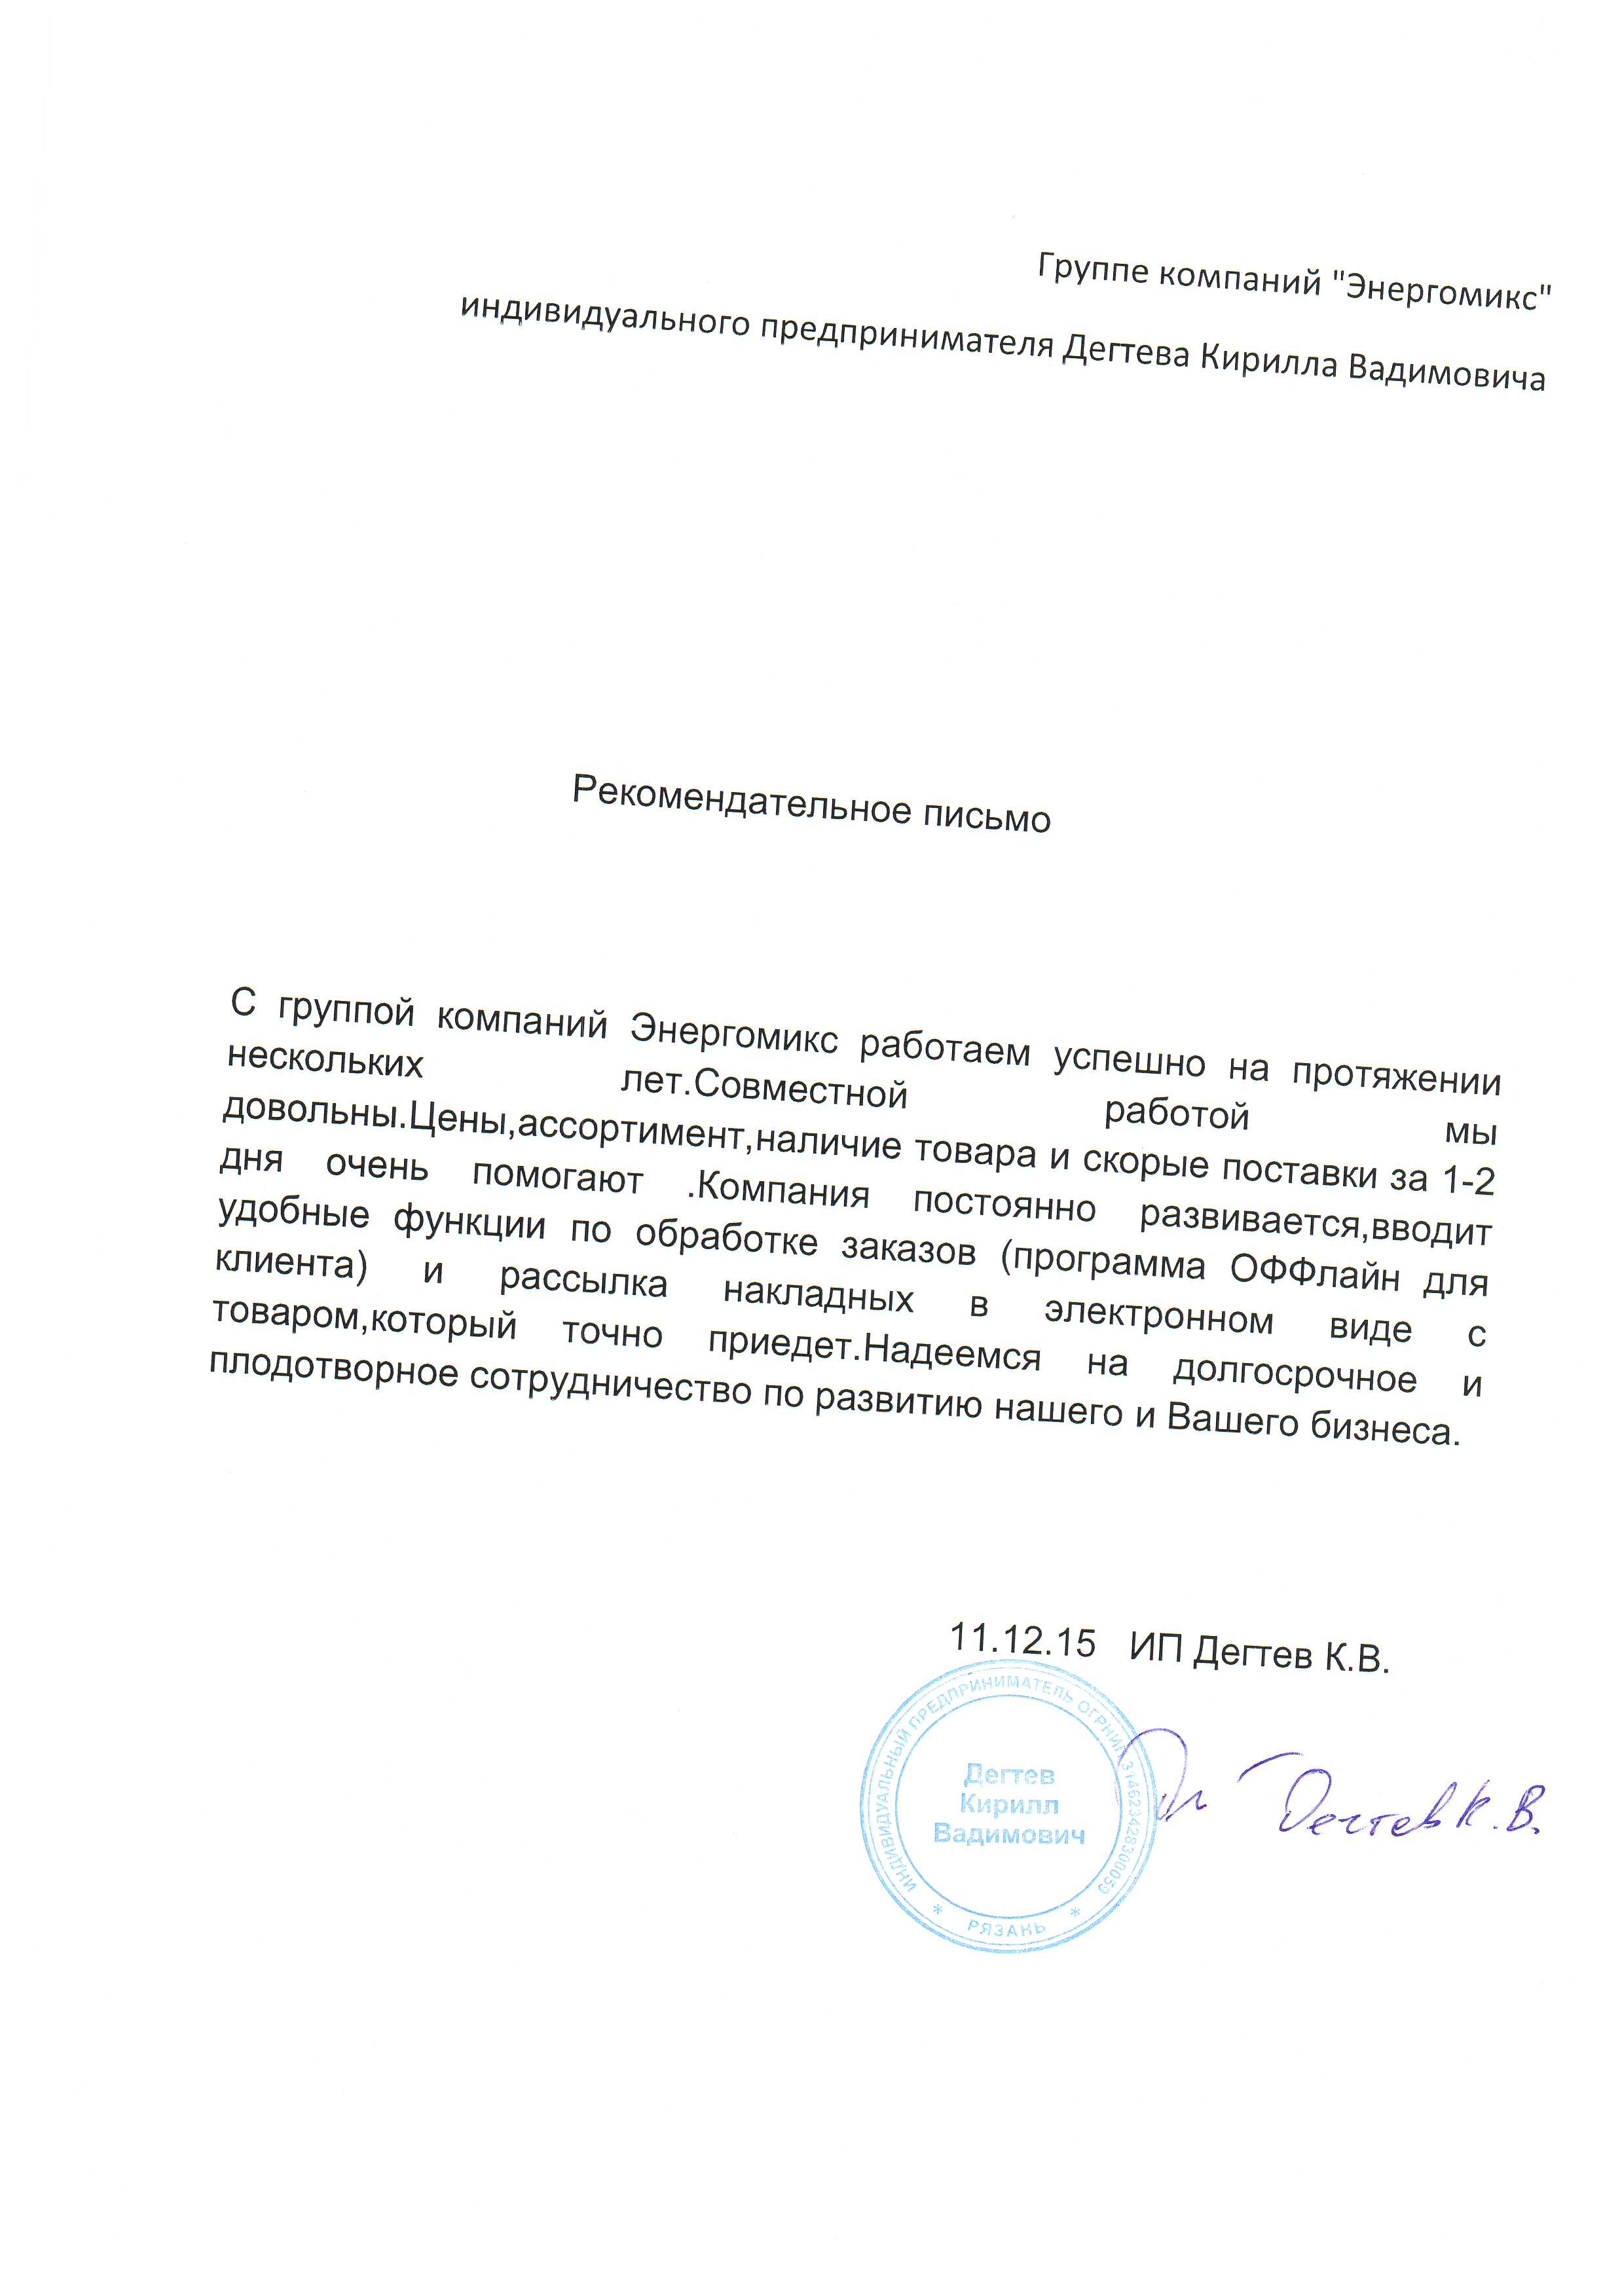 Группе компаний "Энергомикс"
индивидуального предпринимателя Дегтева Кирилла Вадимовича
Рекомендательное письмо
С группой компаний Энергомикс работаем успешно на протяжении
нескольких лет.Совместной работой мы
довольны.Цены,ассортимент,наличие товара и скорые поставки за 1-2
дня очень помогают .Компания постоянно развивается,вводит
удобные функции по обработке заказов (программа ОФФлайн для
клиента) и рассылка накладных в электронном виде с
товаром,который точно приедет.Надеемся на долгосрочное и
плодотворное сотрудничество по развитию нашего и Вашего бизнеса.
11.12.15 ИП Дегтев К.В.
ИНДИВИДУАЛЬНЫЙ ПРЕДПРИНИМАТЕЛЬ ОГРНИП 314623428300059
Дегтев
Кирилл
Вадимович
* РЯЗАНЬ *
Дегтев К.В.